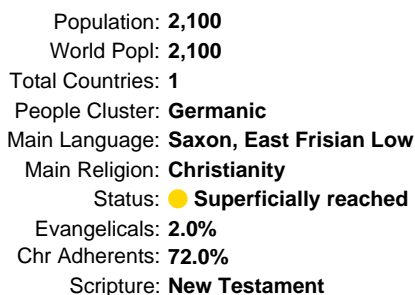 Population: 2,100
World Popl: 2,100
Total Countries: 1
People Cluster: Germanic
Main Language: Saxon, East Frisian Low
Main Religion: Christianity
Status: Superficially reached
Evangelicals: 2.0%
Chr Adherents: 72.0%
Scripture: New Testament